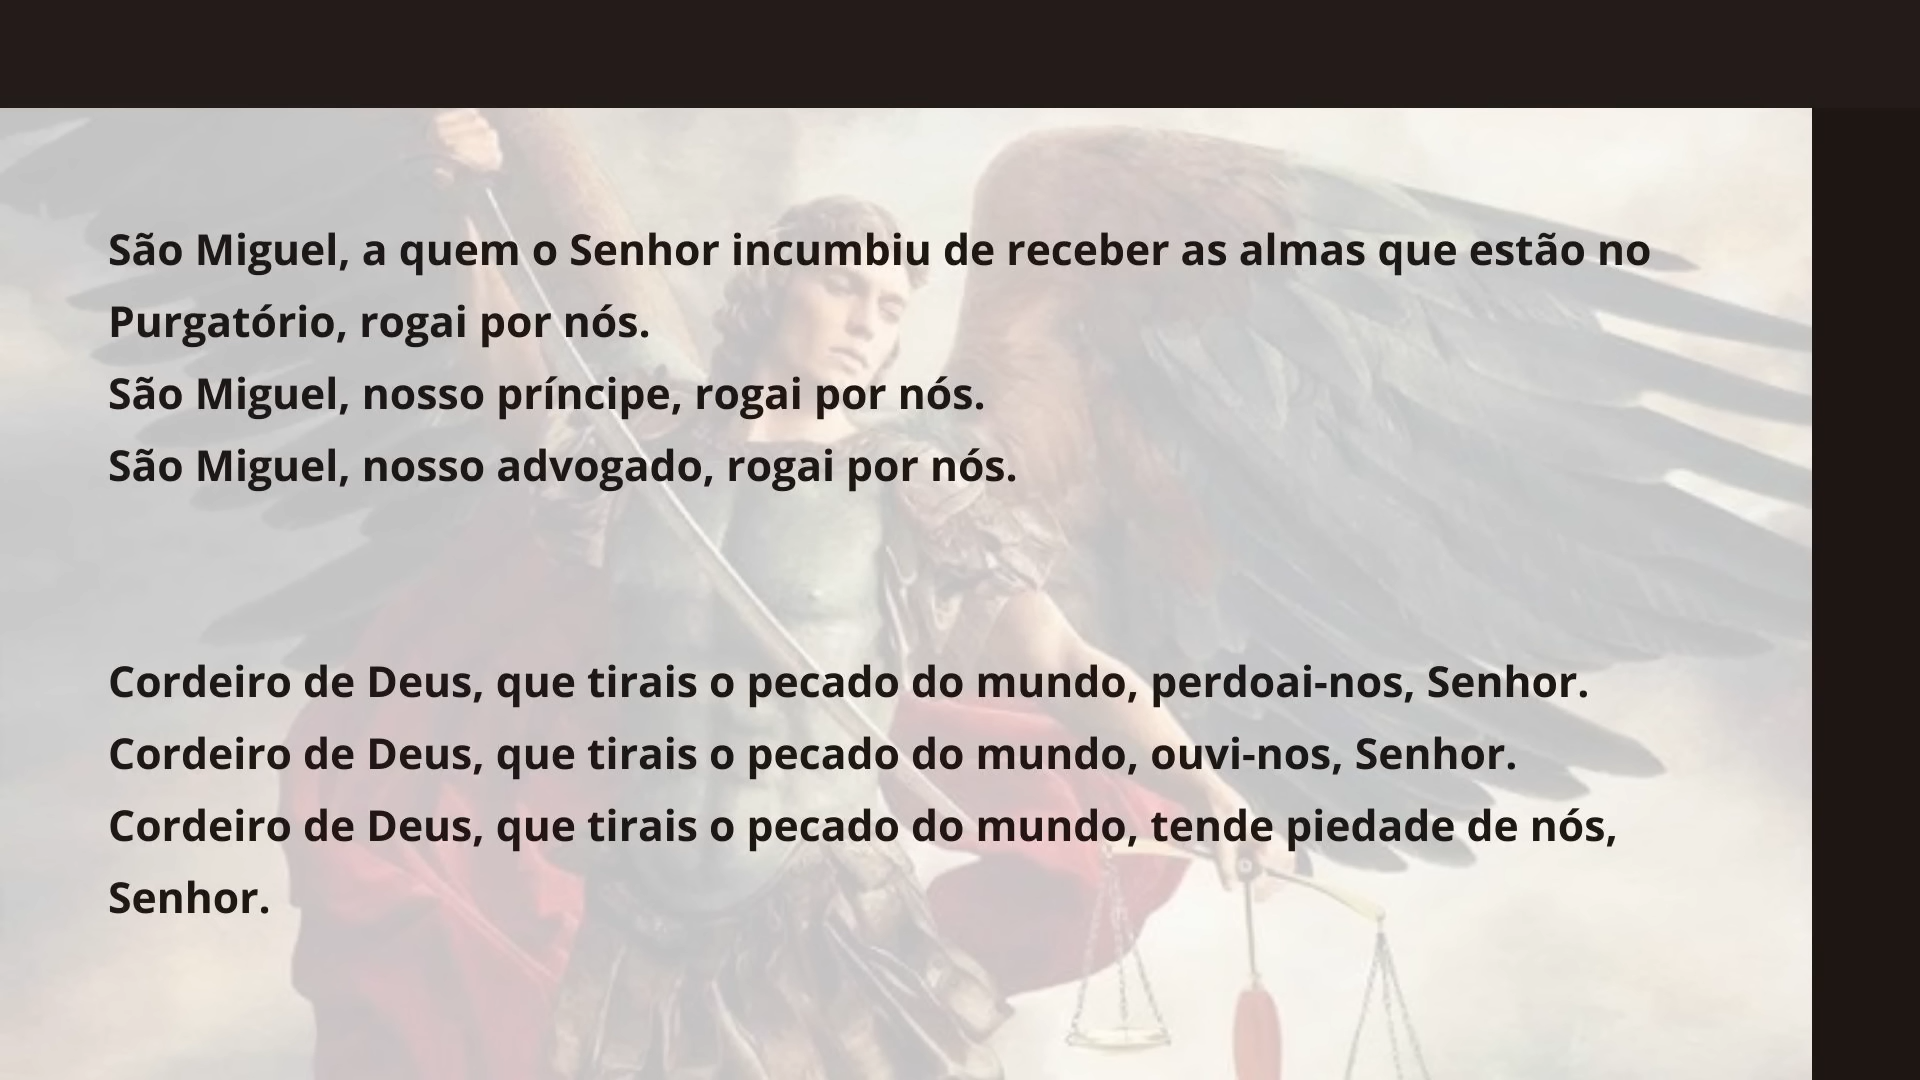 São Miguel, a quem o Senhor incumbiu de receber as almas que estão no
Purgatório, rogai por nós.
São Miguel, nosso príncipe, rogai por nós.
São Miguel, nosso advogado, rogai por nós.
Cordeiro de Deus, que tirais o pecado do mundo, perdoai-nos, Senhor.
Cordeiro de Deus, que tirais o pecado do mundo, ouvi-nos, Senhor.
Cordeiro de Deus, que tirais o pecado do mundo, tende piedade de nós,
Senhor.